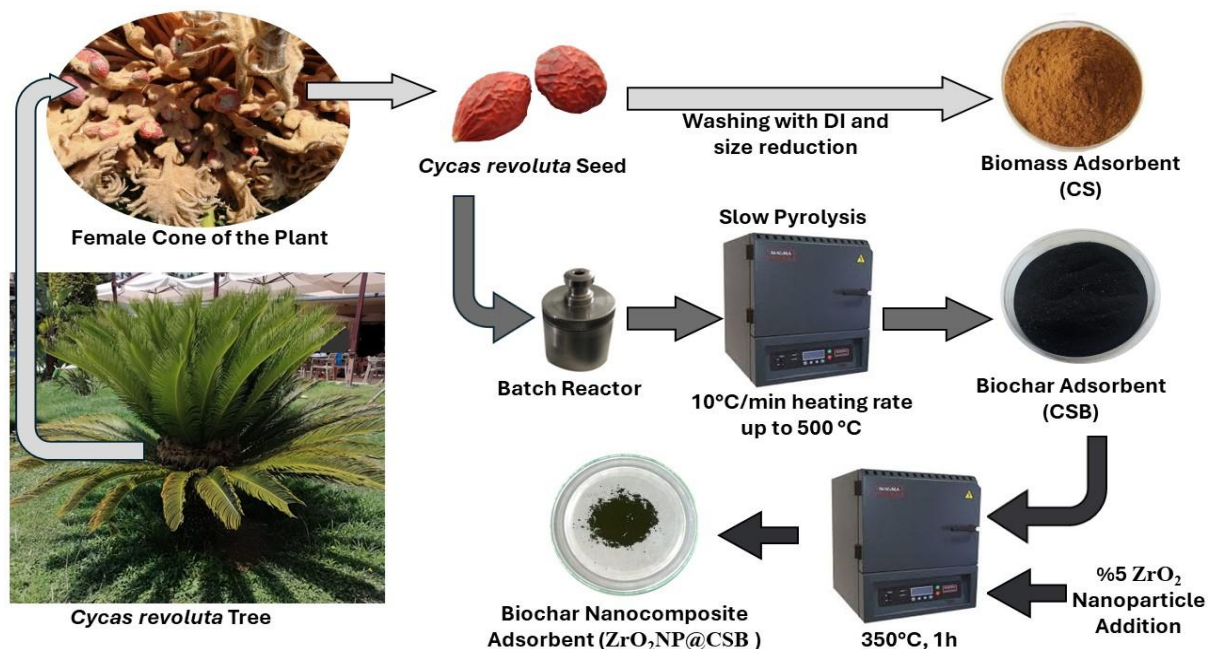 Female Cone of the Plant
Cycas revoluta Tree
Cycas revoluta Seed
Washing with DI and
size reduction
Biomass Adsorbent
(CS)
Batch Reactor
Slow Pyrolysis
10°C/min heating rate
up to 500 °C
Biochar Adsorbent
(CSB)
%5 ZrO₂
Nanoparticle
Addition
350°C, 1h
Biochar Nanocomposite
Adsorbent (ZrO₂NP@CSB )